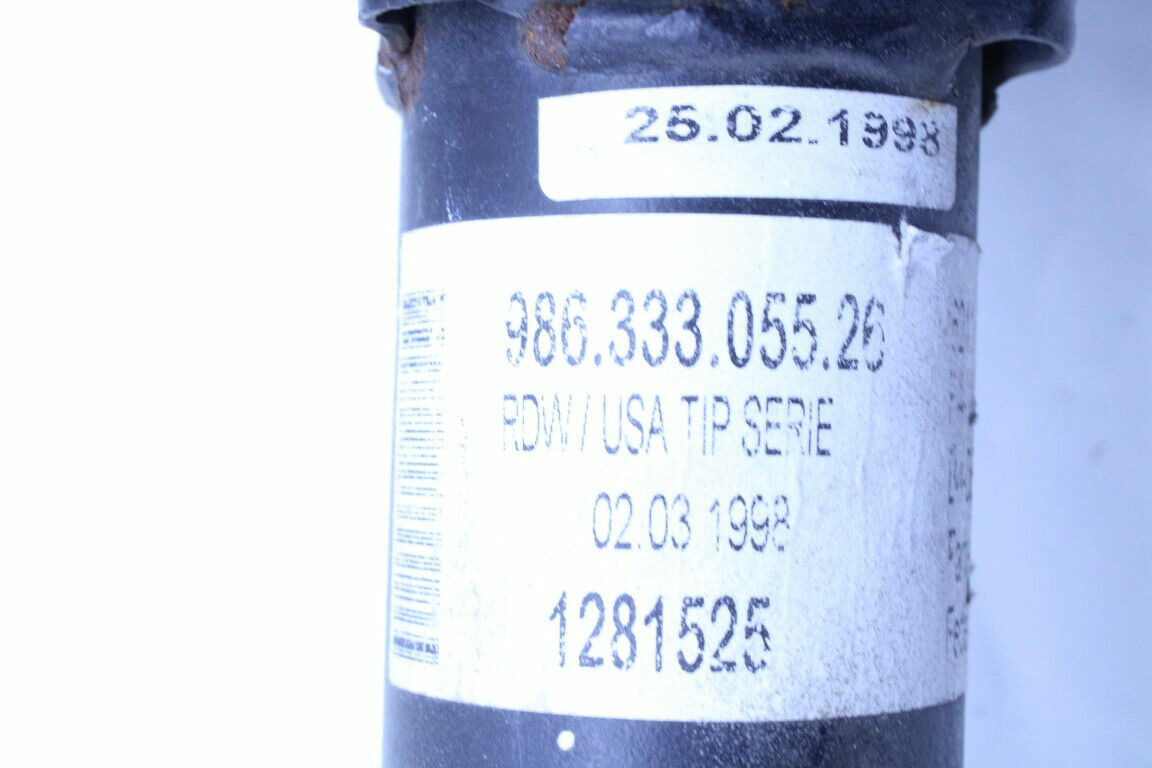 25.02.1998
986.333.055.26
RDW / USA TIP SERIE
02.03 1998
1281525